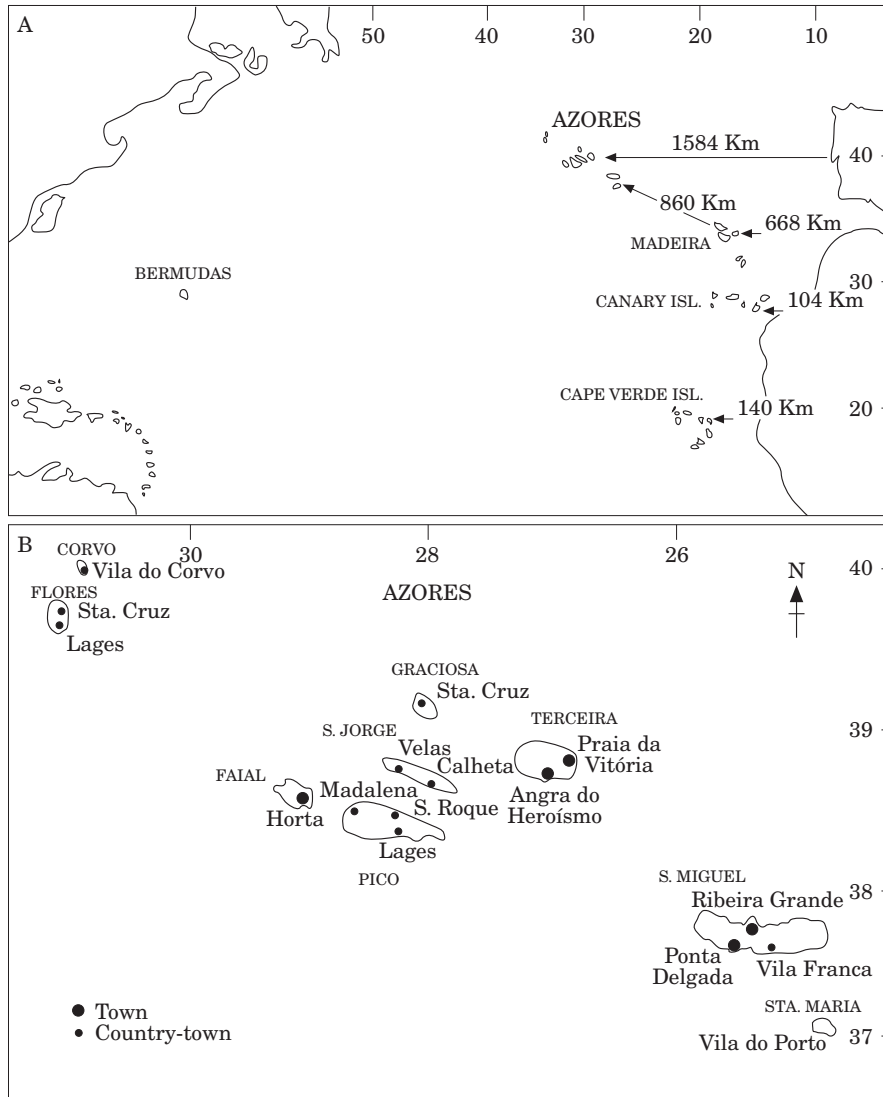 A
50
40
30
20
10
AZORES
1584 Km
40
860 Km
668 Km
MADEIRA
BERMUDAS
30
CANARY ISL.
104 Km
CAPE VERDE ISL.
140 Km
20
B
30
28
26
CORVO
Vila do Corvo
40
N
AZORES
FLORES
Sta. Cruz
Lages
GRACIOSA
Sta. Cruz
TERCEIRA
39
S. JORGE
Velas
Praia da
Vitória
Calheta
FAIAL
Madalena
Angra do
Heroísmo
S. Roque
Horta
Lages
PICO
S. MIGUEL
38
Ribeira Grande
Ponta
Delgada
Vila Franca
Town
Country-town
STA. MARIA
Vila do Porto
37